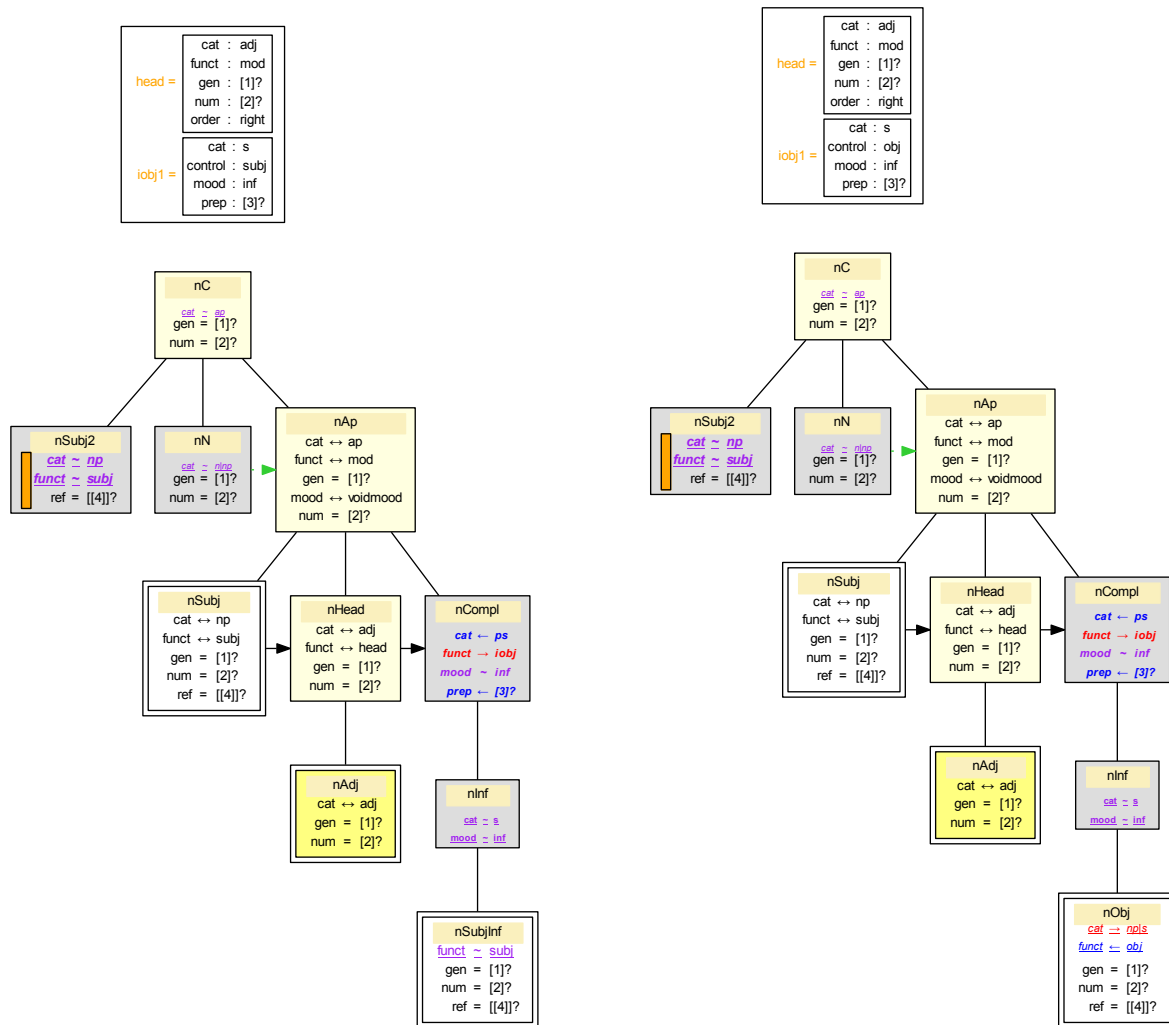 cat : adj
funct : mod
head = gen : [1]?
num : [2]?
order : right
cat : s
control : subj
iobj1 = mood : inf
prep : [3]?
nC
cat ~ ap
gen = [1]?
num = [2]?
nSubj2
cat ~ np
funct ~ subj
ref = [[4]]?
nN
cat ~ n|np
gen = [1]?
num = [2]?
nAp
cat ↔ ap
funct ↔ mod
gen = [1]?
mood ↔ voidmood
num = [2]?
nSubj
cat ↔ np
funct ↔ subj
gen = [1]?
num = [2]?
ref = [[4]]?
nHead
cat ↔ adj
funct ↔ head
gen = [1]?
num = [2]?
nCompl
cat ← ps
funct → iobj
mood ~ inf
prep ← [3]?
nAdj
cat ↔ adj
gen = [1]?
num = [2]?
nInf
cat ~ s
mood ~ inf
nSubjInf
funct ~ subj
gen = [1]?
num = [2]?
ref = [[4]]?
cat : adj
funct : mod
head = gen : [1]?
num : [2]?
order : right
cat : s
control : obj
iobj1 = mood : inf
prep : [3]?
nC
cat ~ ap
gen = [1]?
num = [2]?
nSubj2
cat ~ np
funct ~ subj
ref = [[4]]?
nN
cat ~ n|np
gen = [1]?
num = [2]?
nAp
cat ↔ ap
funct ↔ mod
gen = [1]?
mood ↔ voidmood
num = [2]?
nSubj
cat ↔ np
funct ↔ subj
gen = [1]?
num = [2]?
ref = [[4]]?
nHead
cat ↔ adj
funct ↔ head
gen = [1]?
num = [2]?
nCompl
cat ← ps
funct → iobj
mood ~ inf
prep ← [3]?
nAdj
cat ↔ adj
gen = [1]?
num = [2]?
nInf
cat ~ s
mood ~ inf
nObj
cat → np|s
funct ← obj
gen = [1]?
num = [2]?
ref = [[4]]?